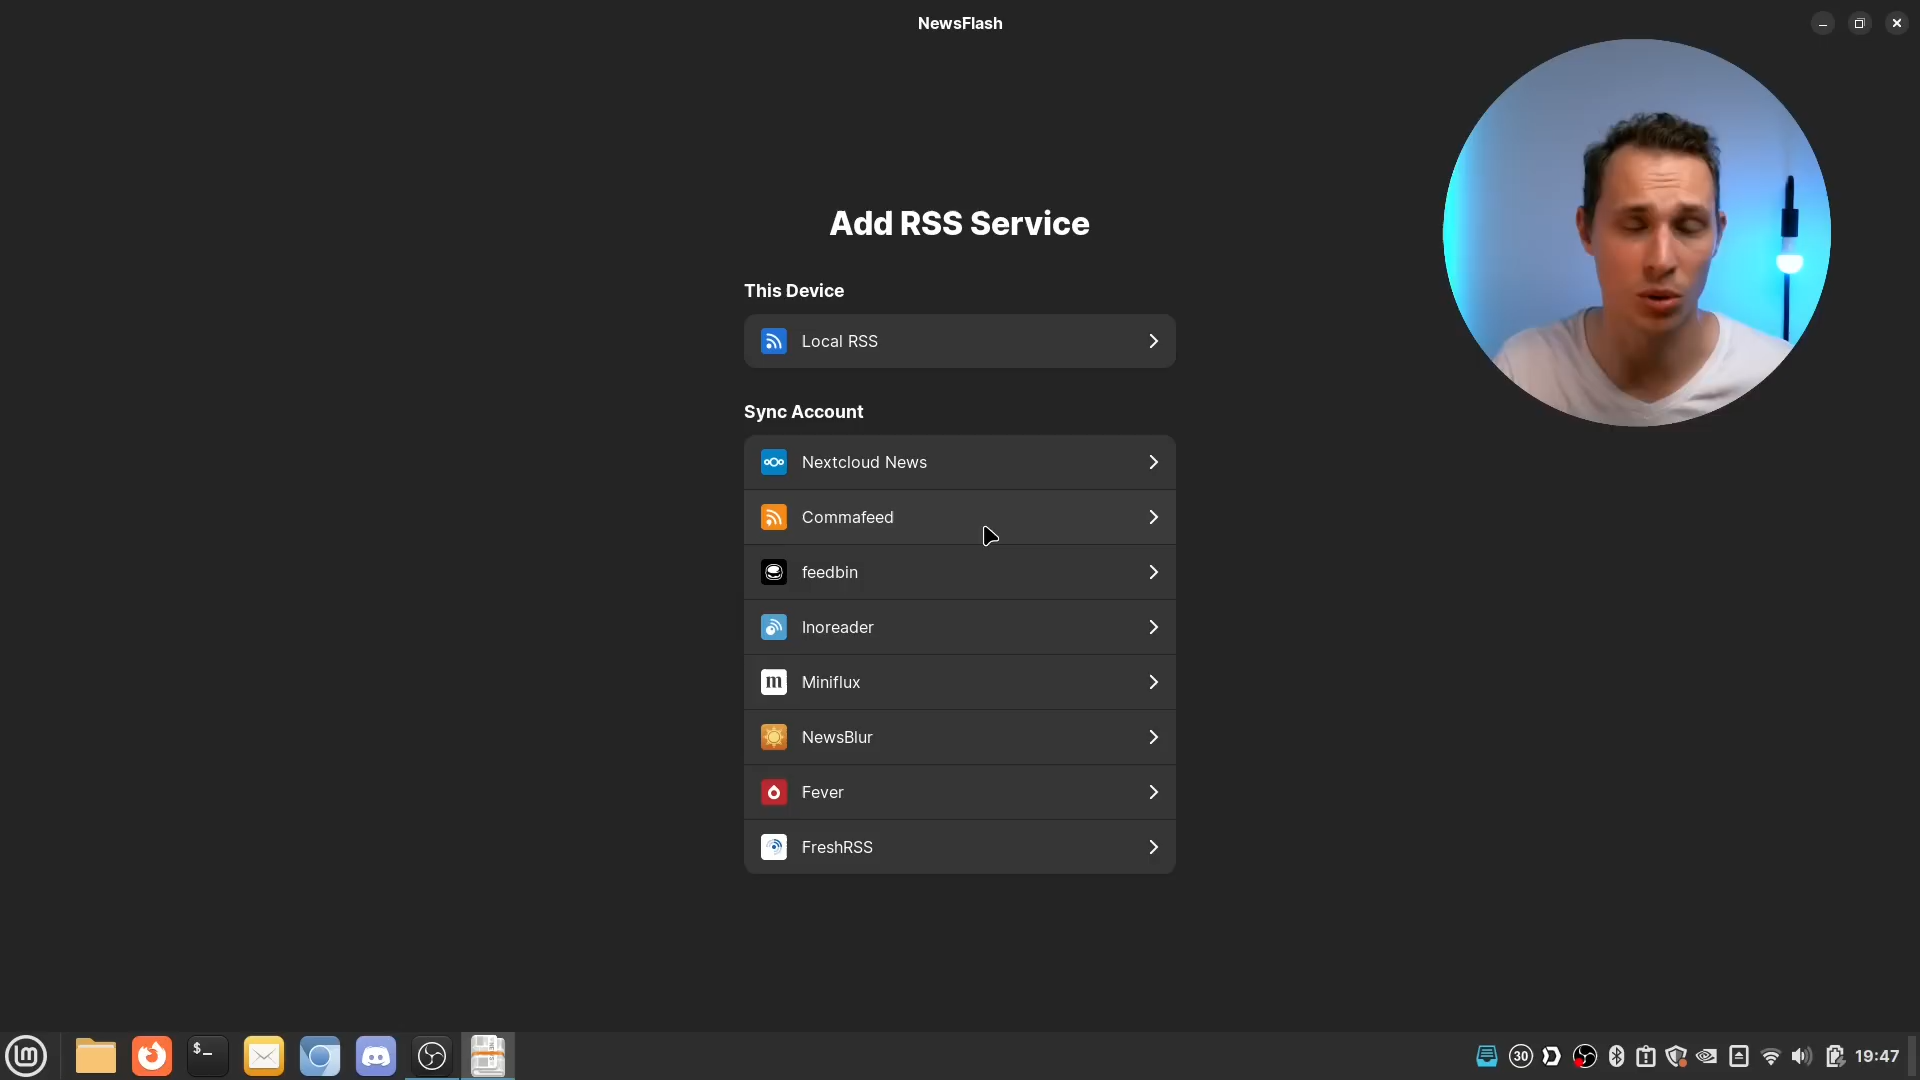 NewsFlash
Add RSS Service
This Device
Local RSS
Sync Account
Nextcloud News
Commafeed
feedbin
Inoreader
m Miniflux
NewsBlur
Fever
FreshRSS
$_
30
19:47